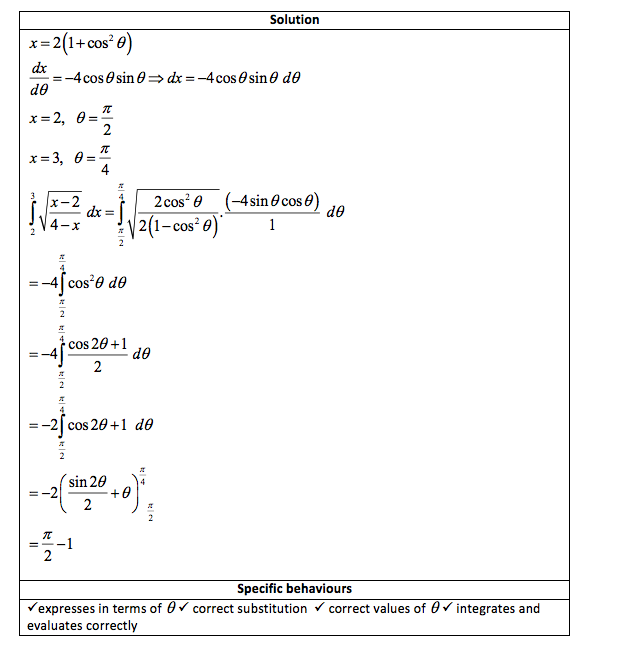 Solution
x = 2(1 + cos² θ)
dx/dθ = −4 cos θ sin θ ⇒ dx = −4 cos θ sin θ dθ
x = 2, θ = π/2
x = 3, θ = π/4
∫₂³ √((x − 2)/(4 − x)) dx = ∫_{π/2}^{π/4} √(2 cos² θ / 2(1 − cos² θ)) · (−4 sin θ cos θ)/1 dθ
= −4 ∫_{π/2}^{π/4} cos² θ dθ
= −4 ∫_{π/2}^{π/4} (cos 2θ + 1)/2 dθ
= −2 ∫_{π/2}^{π/4} cos 2θ + 1 dθ
= −2 (sin 2θ/2 + θ)_{π/2}^{π/4}
= π/2 − 1
Specific behaviours
✓expresses in terms of θ ✓ correct substitution ✓ correct values of θ ✓ integrates and
evaluates correctly